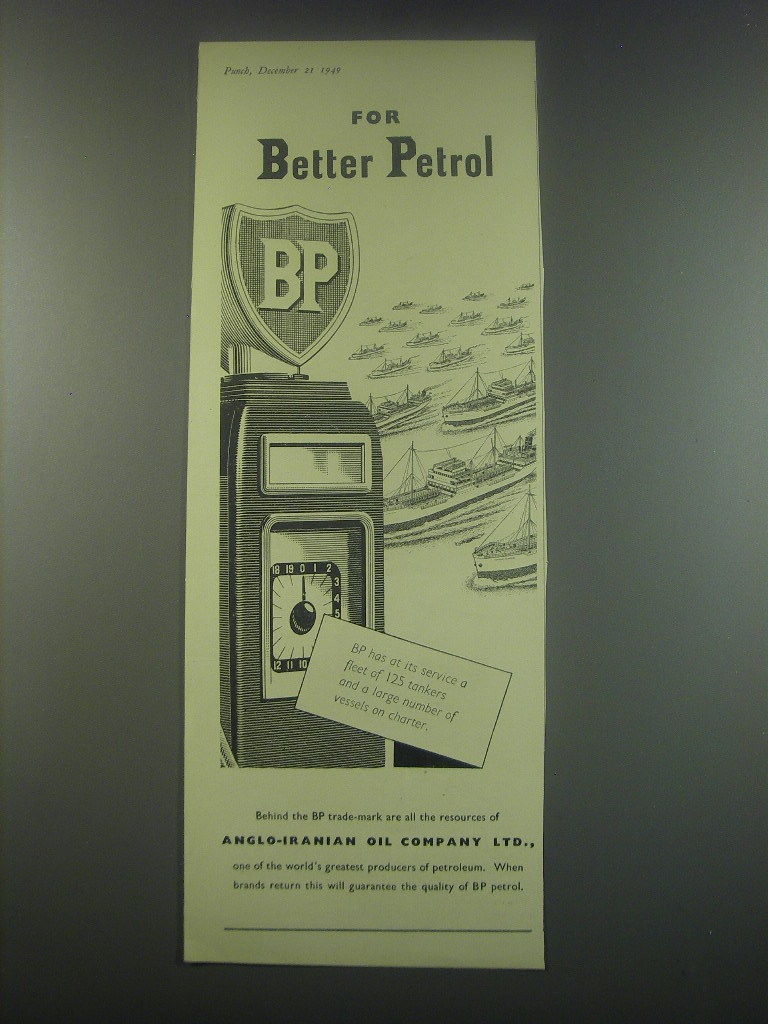 Punch, December 21 1949
FOR
Better Petrol
BP
18 19 0 1 2
3
4
5
12 11 10
BP has at its service a
fleet of 125 tankers
and a large number of
vessels on charter.
Behind the BP trade-mark are all the resources of
ANGLO-IRANIAN OIL COMPANY LTD.,
one of the world's greatest producers of petroleum. When
brands return this will guarantee the quality of BP petrol.